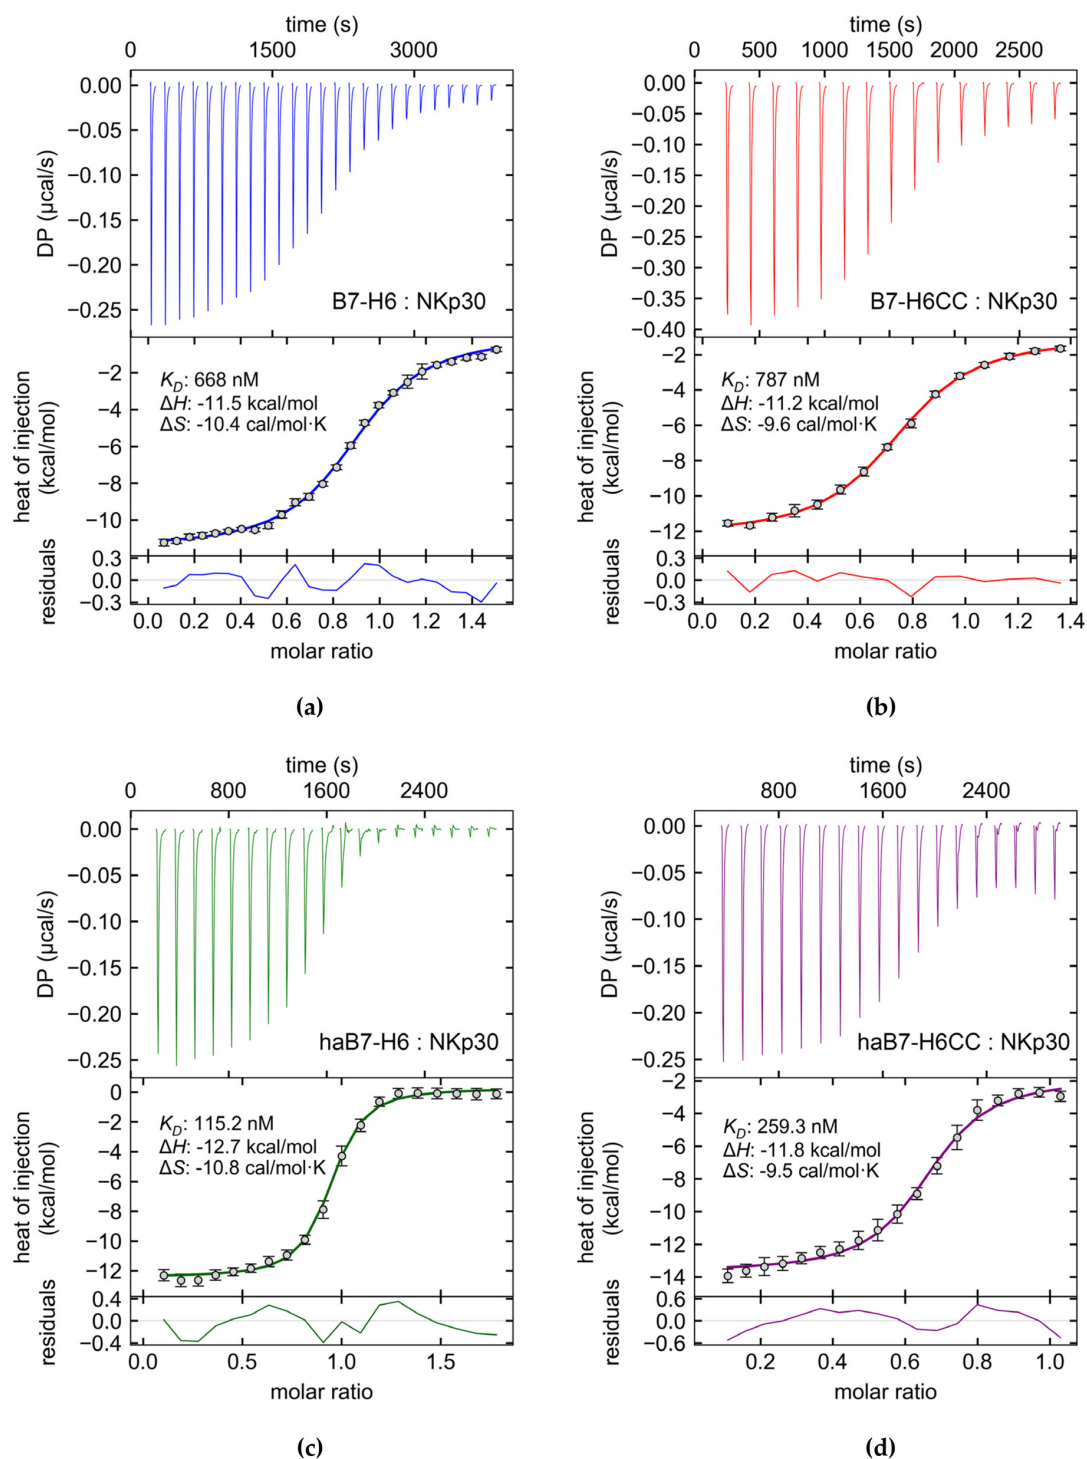 time (s)
0 1500 3000
0.00
−0.05
−0.10
−0.15
−0.20
−0.25
DP (µcal/s)
B7-H6 : NKp30
−2
−4
−6
−8
−10
heat of injection
(kcal/mol)
K_D: 668 nM
ΔH: -11.5 kcal/mol
ΔS: -10.4 cal/mol·K
0.3
0.0
−0.3
residuals
0.0 0.2 0.4 0.6 0.8 1.0 1.2 1.4
molar ratio
(a)
time (s)
0 500 1000 1500 2000 2500
0.00
−0.05
−0.10
−0.15
−0.20
−0.25
−0.30
−0.35
−0.40
DP (µcal/s)
B7-H6CC : NKp30
−2
−4
−6
−8
−10
−12
heat of injection
(kcal/mol)
K_D: 787 nM
ΔH: -11.2 kcal/mol
ΔS: -9.6 cal/mol·K
0.3
0.0
−0.3
residuals
0.0 0.2 0.4 0.6 0.8 1.0 1.2 1.4
molar ratio
(b)
time (s)
0 800 1600 2400
0.00
−0.05
−0.10
−0.15
−0.20
−0.25
DP (µcal/s)
haB7-H6 : NKp30
0
−2
−4
−6
−8
−10
−12
heat of injection
(kcal/mol)
K_D: 115.2 nM
ΔH: -12.7 kcal/mol
ΔS: -10.8 cal/mol·K
0.4
0.0
−0.4
residuals
0.0 0.5 1.0 1.5
molar ratio
(c)
time (s)
800 1600 2400
0.00
−0.05
−0.10
−0.15
−0.20
−0.25
DP (µcal/s)
haB7-H6CC : NKp30
−2
−4
−6
−8
−10
−12
−14
heat of injection
(kcal/mol)
K_D: 259.3 nM
ΔH: -11.8 kcal/mol
ΔS: -9.5 cal/mol·K
0.6
0.0
−0.6
residuals
0.2 0.4 0.6 0.8 1.0
molar ratio
(d)